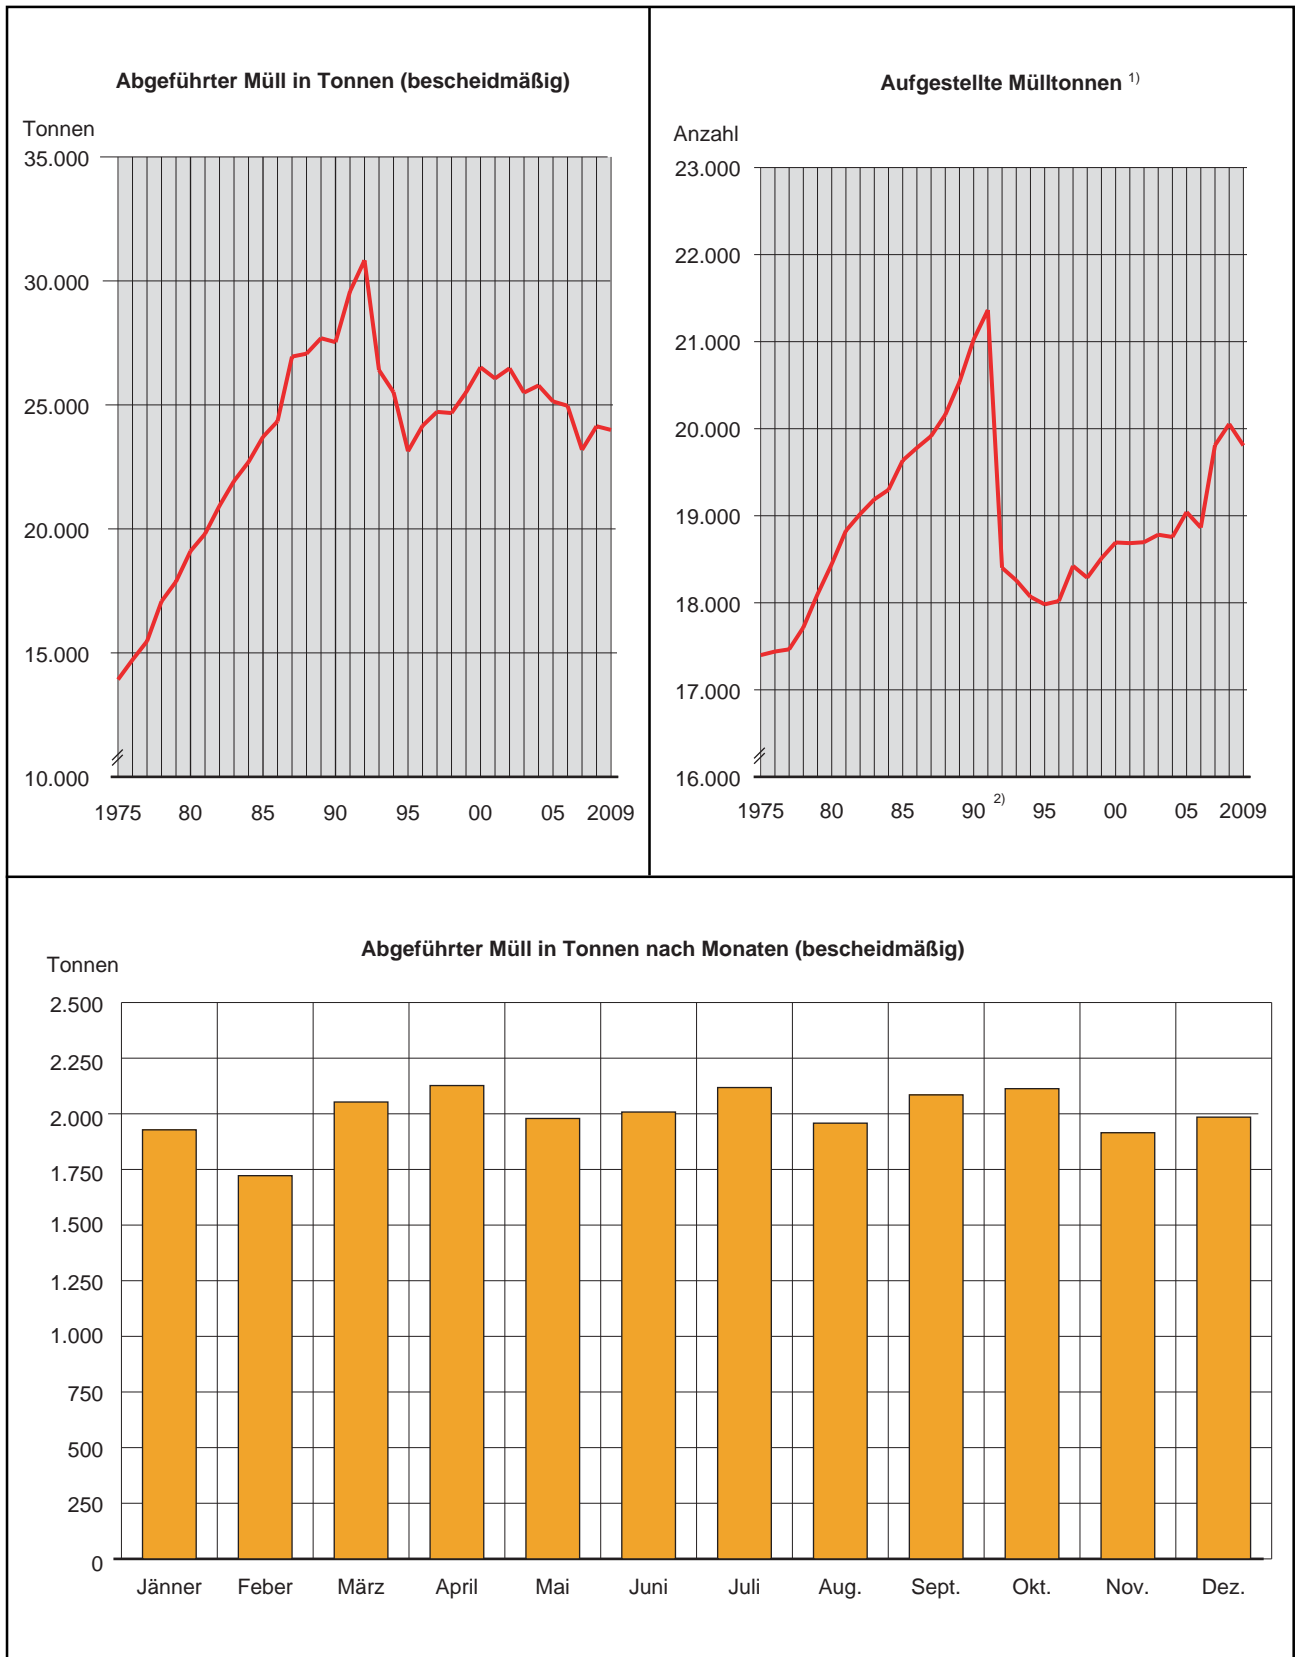 Abgeführter Müll in Tonnen (bescheidmäßig)
Tonnen
35.000
30.000
25.000
20.000
15.000
10.000
1975 80 85 90 95 00 05 2009
Aufgestellte Mülltonnen 1)
Anzahl
23.000
22.000
21.000
20.000
19.000
18.000
17.000
16.000
1975 80 85 90 2) 95 00 05 2009
Abgeführter Müll in Tonnen nach Monaten (bescheidmäßig)
Tonnen
2.500
2.250
2.000
1.750
1.500
1.250
1.000
750
500
250
0
Jänner Feber März April Mai Juni Juli Aug. Sept. Okt. Nov. Dez.